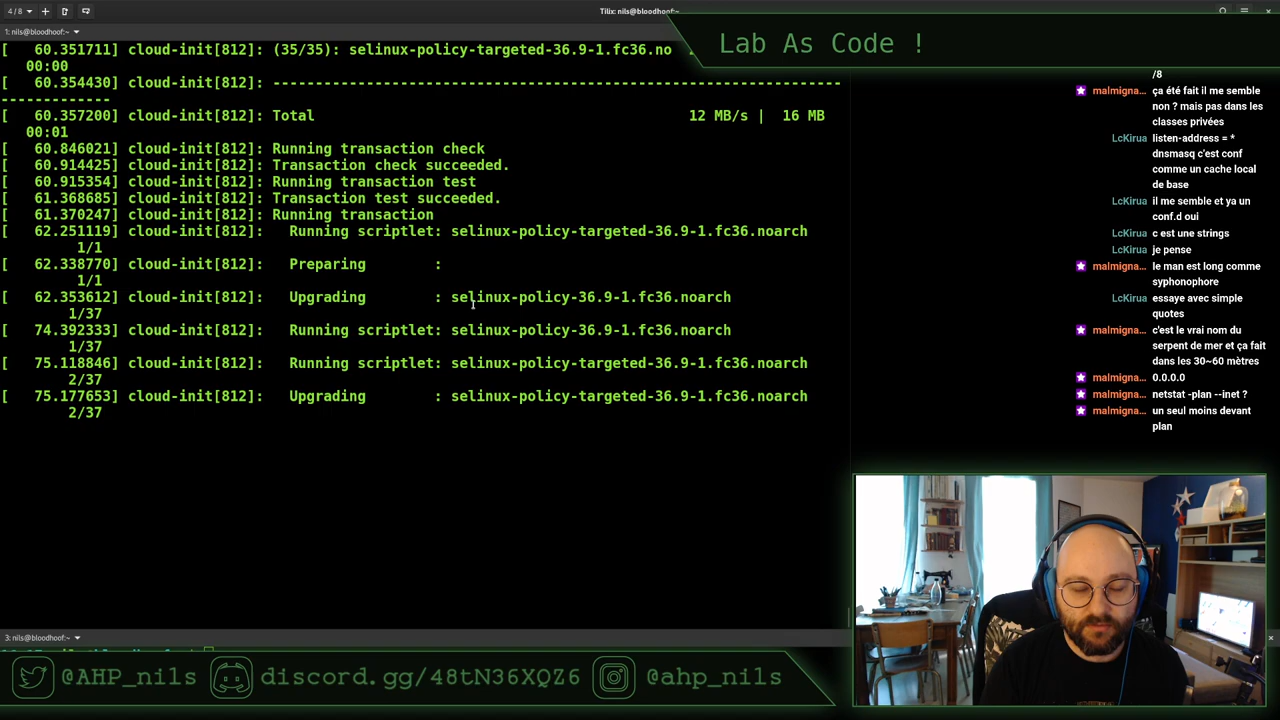 4 / 8
Tilix: nils@bloodhoof:~
1: nils@bloodhoof:~
Lab As Code !
[   60.351711] cloud-init[812]: (35/35): selinux-policy-targeted-36.9-1.fc36.no
00:00
[   60.354430] cloud-init[812]: -------------------------------------------------------------------
-------------
[   60.357200] cloud-init[812]: Total                                            12 MB/s |  16 MB
00:01
[   60.846021] cloud-init[812]: Running transaction check
[   60.914425] cloud-init[812]: Transaction check succeeded.
[   60.915354] cloud-init[812]: Running transaction test
[   61.368685] cloud-init[812]: Transaction test succeeded.
[   61.370247] cloud-init[812]: Running transaction
[   62.251119] cloud-init[812]:   Running scriptlet: selinux-policy-targeted-36.9-1.fc36.noarch
1/1
[   62.338770] cloud-init[812]:   Preparing        :
1/1
[   62.353612] cloud-init[812]:   Upgrading        : selinux-policy-36.9-1.fc36.noarch
1/37
[   74.392333] cloud-init[812]:   Running scriptlet: selinux-policy-36.9-1.fc36.noarch
1/37
[   75.118846] cloud-init[812]:   Running scriptlet: selinux-policy-targeted-36.9-1.fc36.noarch
2/37
[   75.177653] cloud-init[812]:   Upgrading        : selinux-policy-targeted-36.9-1.fc36.noarch
2/37
/8
malmigna... ça été fait il me semble
non ? mais pas dans les
classes privées
LcKirua listen-address = *
dnsmasq c'est conf
comme un cache local
de base
LcKirua il me semble et ya un
conf.d oui
LcKirua c est une strings
LcKirua je pense
malmigna... le man est long comme
syphonophore
LcKirua essaye avec simple
quotes
malmigna... c'est le vrai nom du
serpent de mer et ça fait
dans les 30~60 mètres
malmigna... 0.0.0.0
malmigna... netstat -plan --inet ?
malmigna... un seul moins devant
plan
3: nils@bloodhoof:~
@AHP_nils
discord.gg/48tN36XQZ6
@ahp_nils